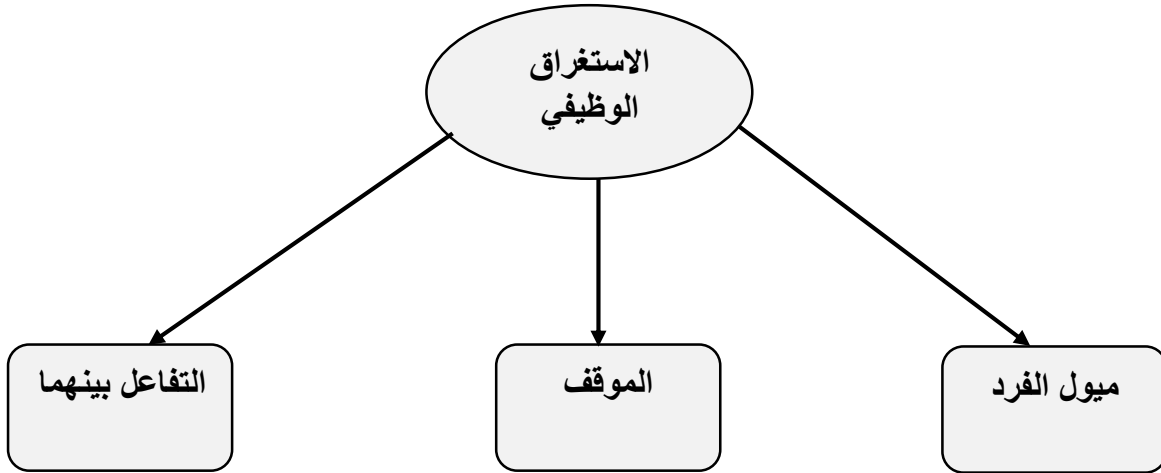 الاستغراق
الوظيفي
ميول الفرد
الموقف
التفاعل بينهما